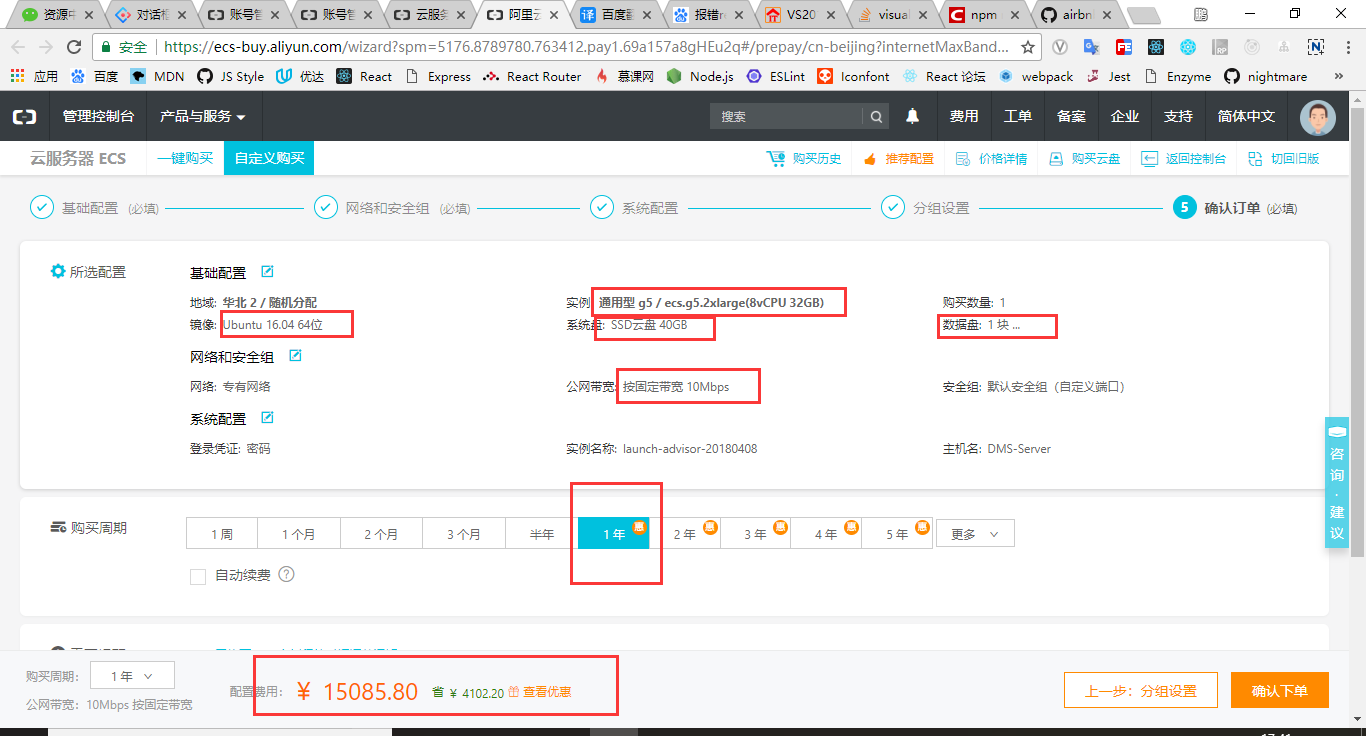 资源中 对话框 账号管 账号管 云服务 阿里云 百度翻 报错re VS20 visual npm airbnb
安全 https://ecs-buy.aliyun.com/wizard?spm=5176.8789780.763412.pay1.69a157a8gHEu2q#/prepay/cn-beijing?internetMaxBand...
应用 百度 MDN JS Style 优达 React Express React Router 慕课网 Node.js ESLint Iconfont React 论坛 webpack Jest Enzyme nightmare »
管理控制台 产品与服务 搜索 费用 工单 备案 企业 支持 简体中文
云服务器 ECS 一键购买 自定义购买 购买历史 推荐配置 价格详情 购买云盘 返回控制台 切回旧版
基础配置 (必填) 网络和安全组 (必填) 系统配置 分组设置 5 确认订单 (必填)
所选配置 基础配置
地域: 华北 2 / 随机分配 实例: 通用型 g5 / ecs.g5.2xlarge(8vCPU 32GB) 购买数量: 1
镜像: Ubuntu 16.04 64位 系统盘: SSD云盘 40GB 数据盘: 1 块 ...
网络和安全组
网络: 专有网络 公网带宽: 按固定带宽 10Mbps 安全组: 默认安全组（自定义端口）
系统配置
登录凭证: 密码 实例名称: launch-advisor-20180408 主机名: DMS-Server
购买周期 1 周 1 个月 2 个月 3 个月 半年 1 年 惠 2 年 惠 3 年 惠 4 年 惠 5 年 惠 更多
自动续费 ?
咨询·建议
购买周期: 1 年 配置费用: ¥ 15085.80 省 ¥ 4102.20 查看优惠 上一步: 分组设置 确认下单
公网带宽: 10Mbps 按固定带宽